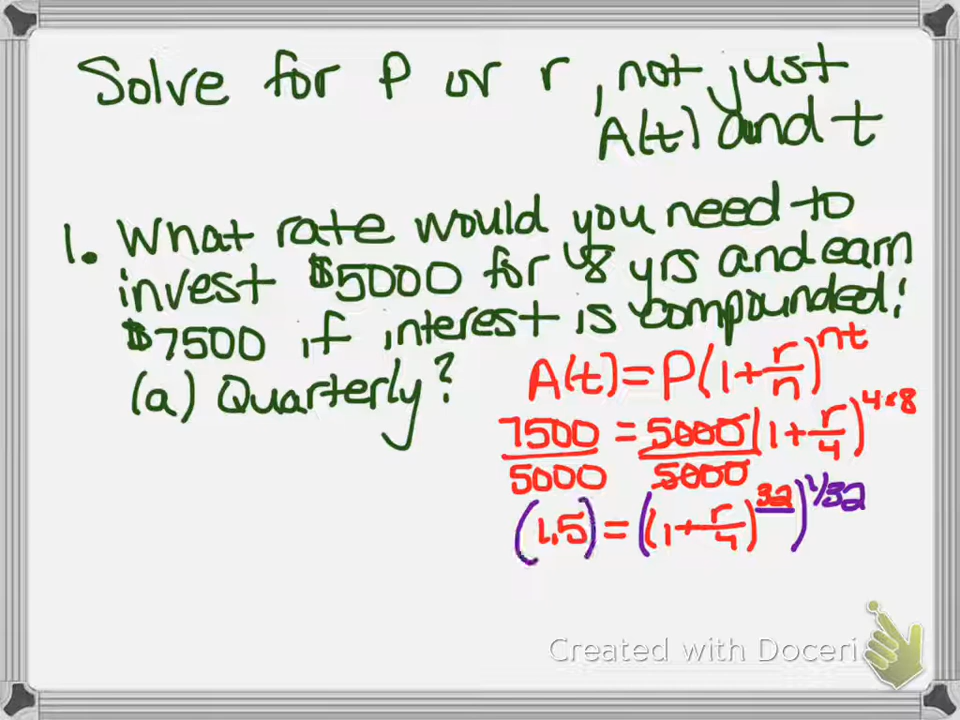 Solve for P or r, not just
A(t) and t
1. What rate would you need to
invest $5000 for 8 yrs and earn
$7500 if interest is compounded:
(a) Quarterly?
A(t) = P(1 + r/n)^nt
7500/5000 = 5000/5000 (1 + r/4)^4*8
(1.5) = ((1 + r/4)^32)^1/32
Created with Doceri